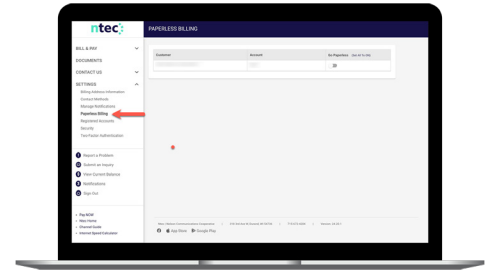 ntec
PAPERLESS BILLING
BILL & PAY
DOCUMENTS
CONTACT US
SETTINGS
Billing Address Information
Contact Methods
Manage Notifications
Paperless Billing
Registered Accounts
Security
Two-Factor Authentication
Report a Problem
Submit an Inquiry
View Current Balance
Notifications
Sign Out
Pay NOW
Ntec Home
Channel Guide
Internet Speed Calculator
Customer
Account
Go Paperless
App Store
Google Play